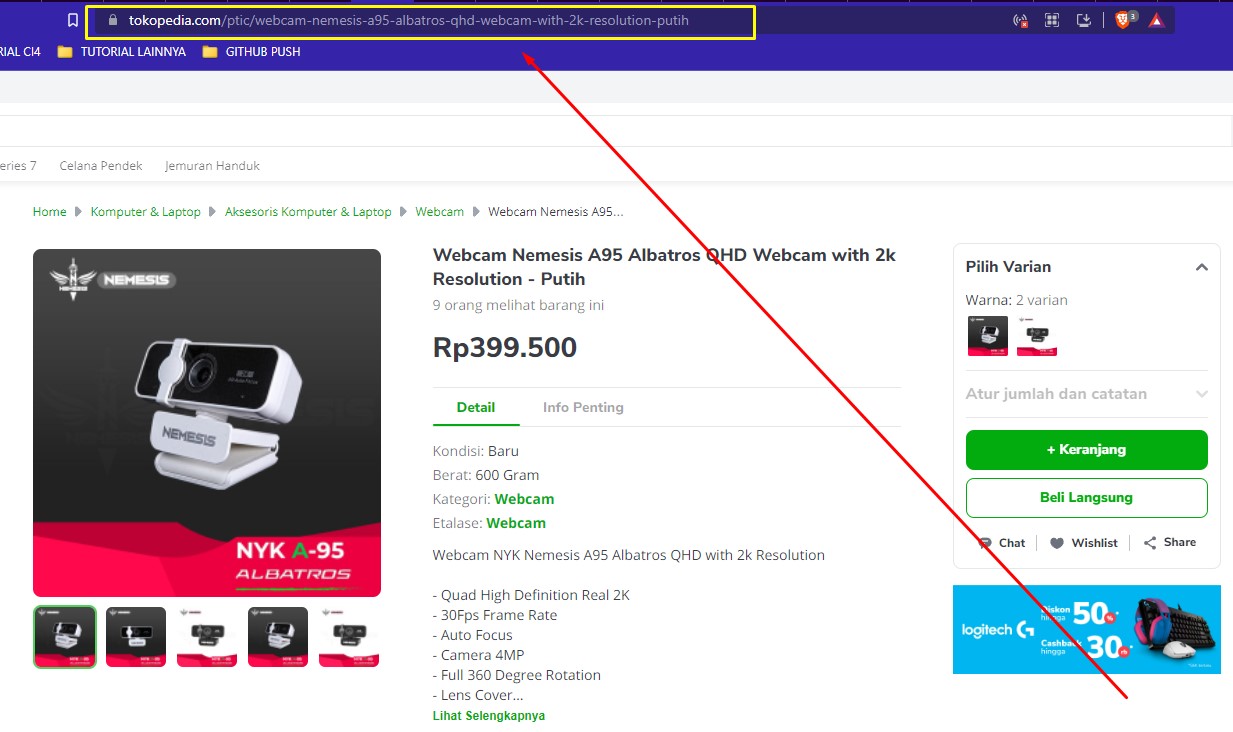 tokopedia.com/ptic/webcam-nemesis-a95-albatros-qhd-webcam-with-2k-resolution-putih
3
RIAL CI4 TUTORIAL LAINNYA GITHUB PUSH
eries 7 Celana Pendek Jemuran Handuk
Home Komputer & Laptop Aksesoris Komputer & Laptop Webcam Webcam Nemesis A95...
NEMESIS
NEMESIS
NYK A-95
ALBATROS
Webcam Nemesis A95 Albatros QHD Webcam with 2k
Resolution - Putih
9 orang melihat barang ini
Rp399.500
Detail Info Penting
Kondisi: Baru
Berat: 600 Gram
Kategori: Webcam
Etalase: Webcam
Webcam NYK Nemesis A95 Albatros QHD with 2k Resolution
- Quad High Definition Real 2K
- 30Fps Frame Rate
- Auto Focus
- Camera 4MP
- Full 360 Degree Rotation
- Lens Cover...
Lihat Selengkapnya
Pilih Varian
Warna: 2 varian
Atur jumlah dan catatan
+ Keranjang
Beli Langsung
Chat Wishlist Share
logitech G
Diskon
hingga
50%
Cashback
hingga
30%